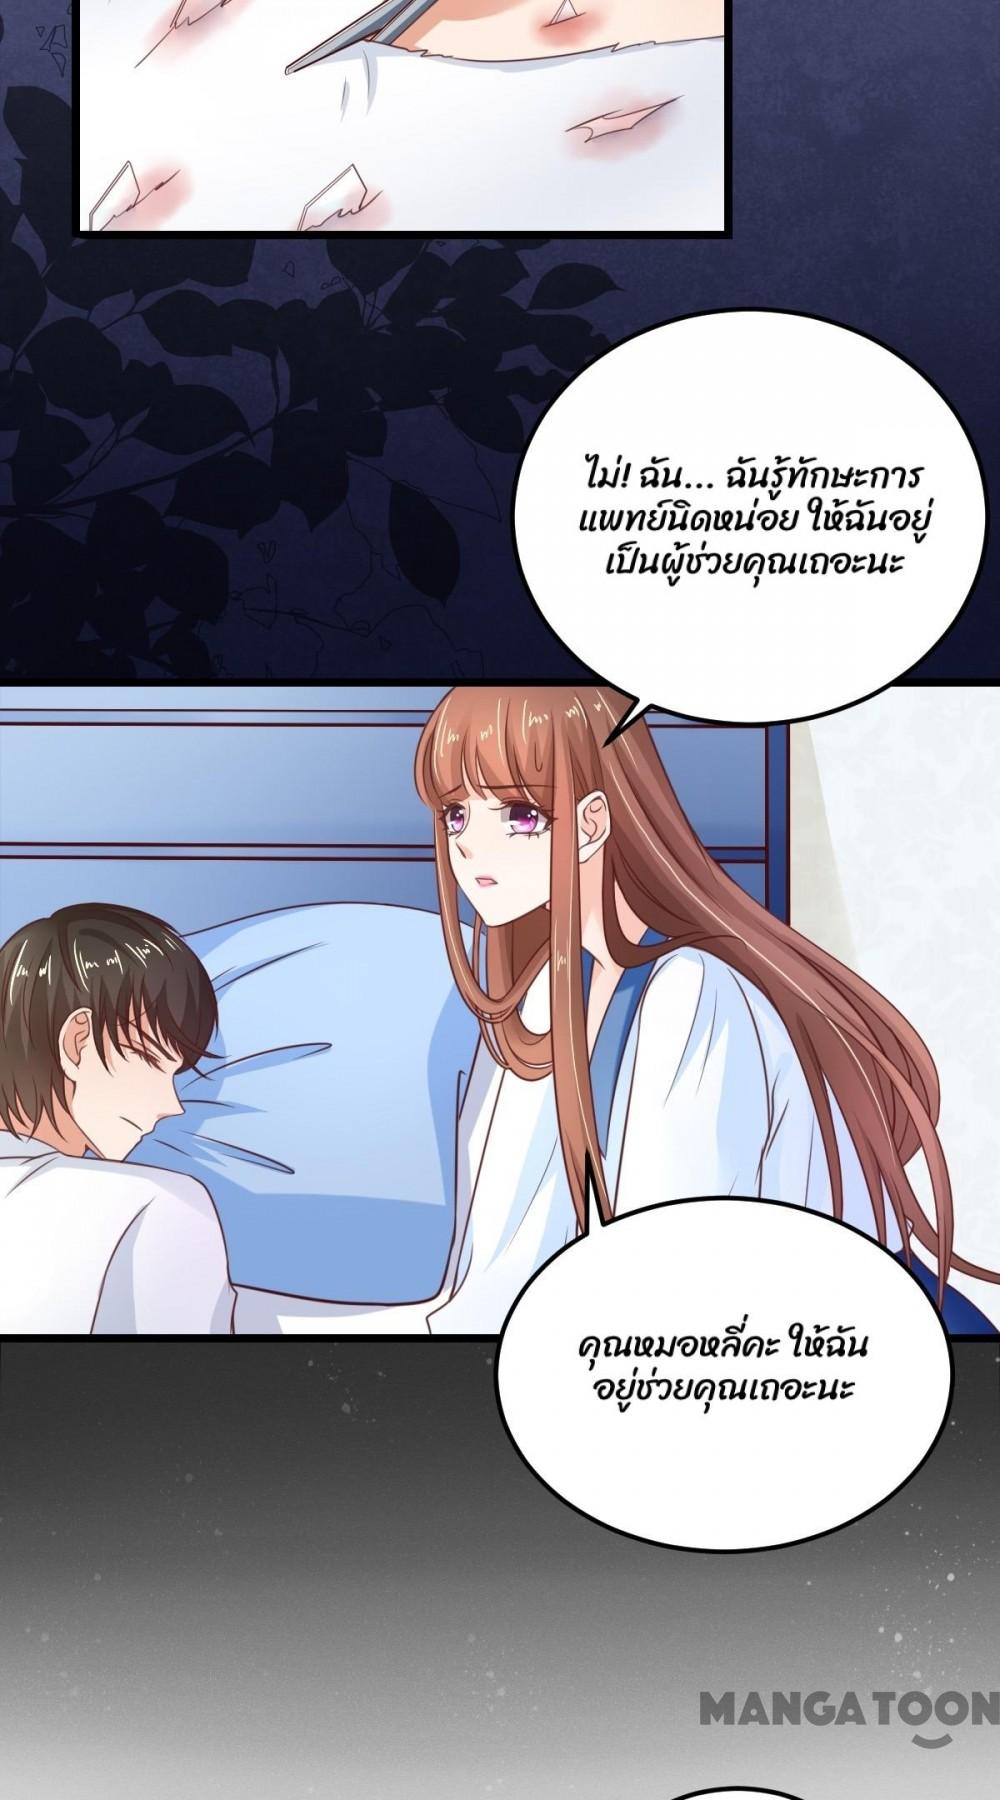 ไม่! ฉัน... ฉันรู้ทักษะการ
แพทย์นิดหน่อย ให้ฉันอยู่
เป็นผู้ช่วยคุณเถอะนะ
คุณหมอหลี่คะ ให้ฉัน
อยู่ช่วยคุณเถอะนะ
MANGATOON